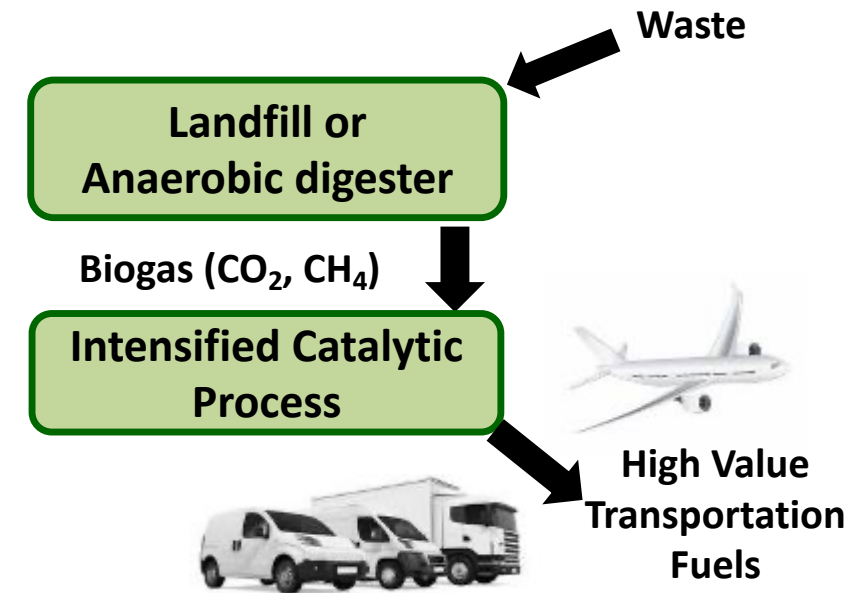 Waste
Landfill or
Anaerobic digester
Biogas (CO₂, CH₄)
Intensified Catalytic
Process
High Value
Transportation
Fuels